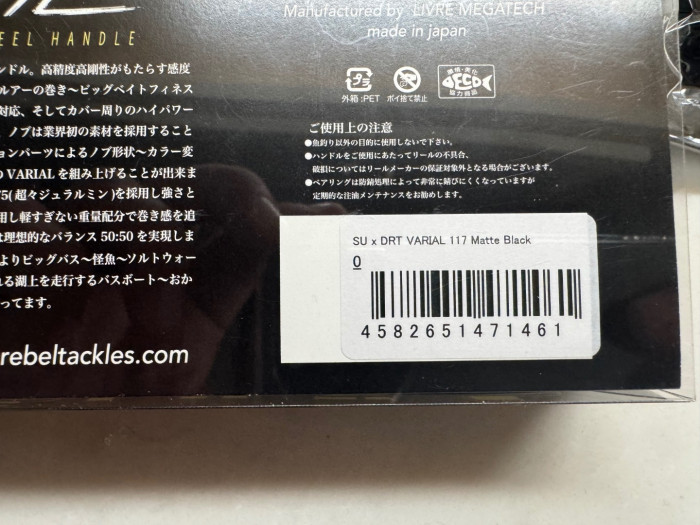 EEL HANDLE
ンドル。高精度高剛性がもたらす感度
ルアーの巻き〜ビッグベイトフィネス
対応、そしてカバー周りのハイパワー
ノブは業界初の素材を採用すること
ョンパーツによるノブ形状〜カラー変
VARIAL を組み上げることが出来ま
75(超々ジュラルミン)を採用し強さと
用し軽すぎない重量配分で巻き感を追
は理想的なバランス 50:50 を実現しま
よりビッグバス〜怪魚〜ソルトウォー
れる湖上を走行するバスボート〜おか
ってます。
rebeltackles.com
Manufactured by LIVRE MEGATECH
made in japan
外箱:PET
ポイ捨て禁止
環境・美化
ECO
協力商品
ご使用上の注意
●魚釣り以外の目的に使用しないで下さい。
●ハンドルをご使用にあたってリールの不具合、
破損についてはリールメーカーの保証対象外となる場合がございます。
●ベアリングは防錆処理によって非常に錆びにくくなっていますが
定期的な注油メンテナンスをお勧めします。
SU x DRT VARIAL 117 Matte Black
0
4582651471461